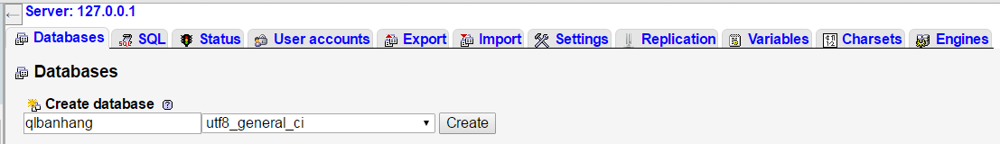 Server: 127.0.0.1
Databases SQL Status User accounts Export Import Settings Replication Variables Charsets Engines
Databases
Create database
qlbanhang utf8_general_ci Create